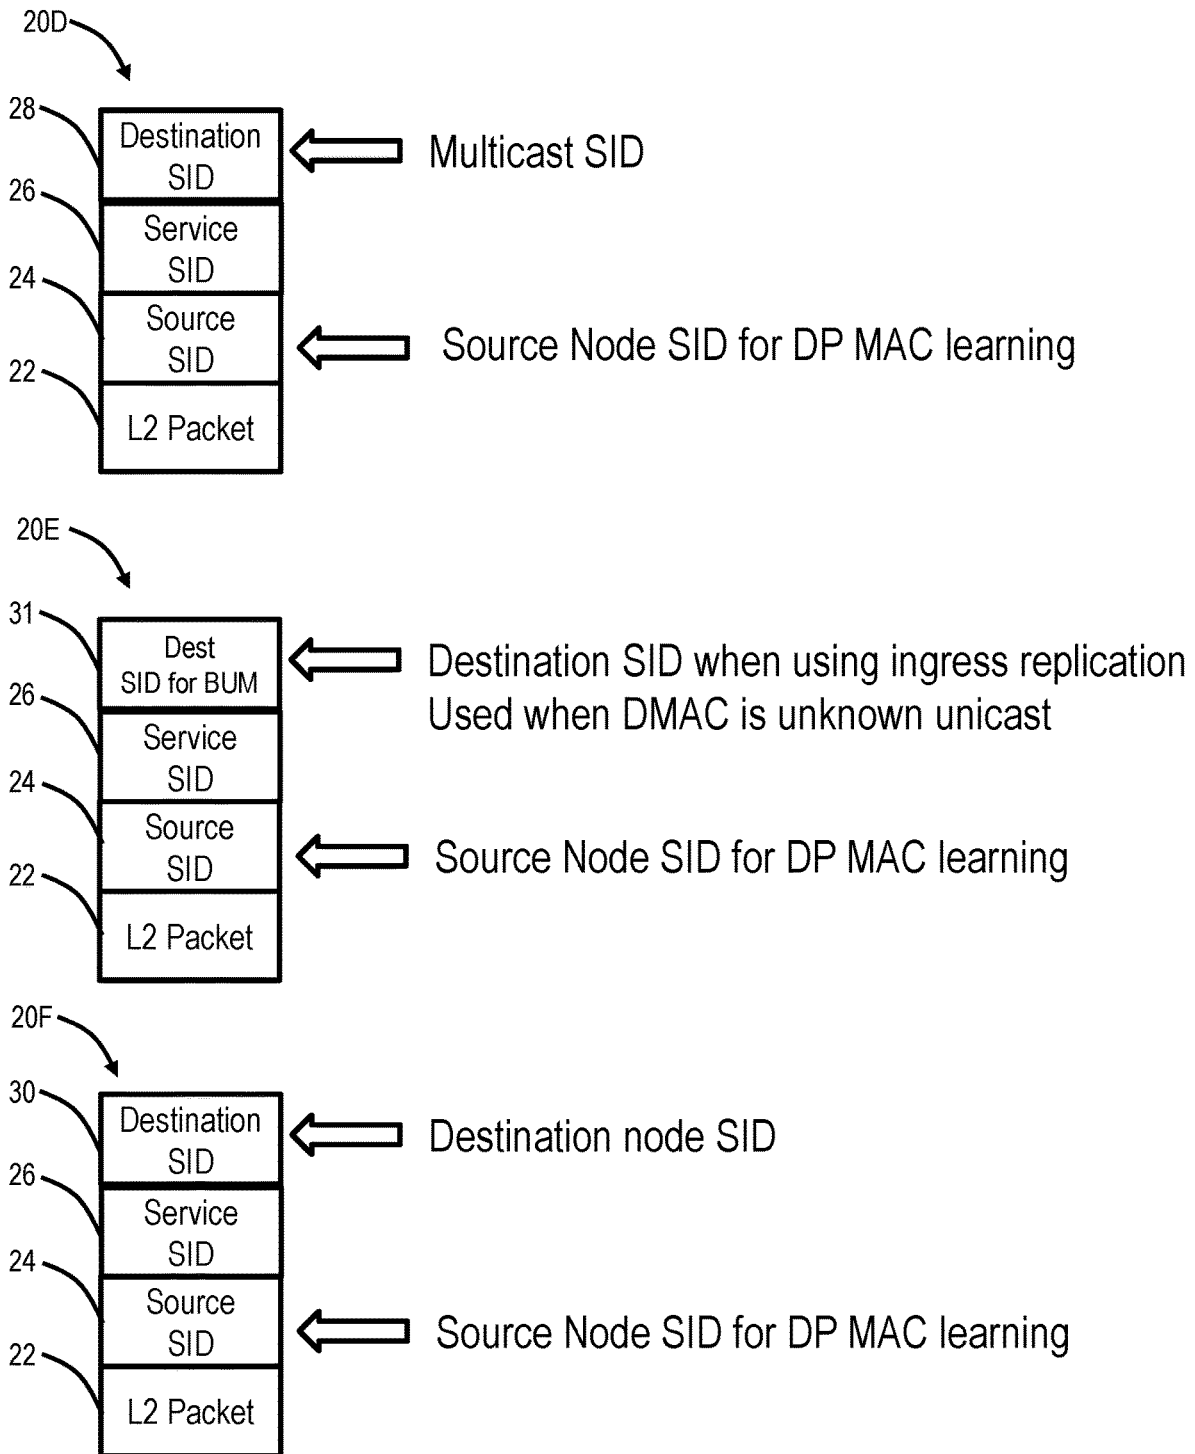 20D
28
Destination
SID
Multicast SID
26
Service
SID
24
Source
SID
Source Node SID for DP MAC learning
22
L2 Packet
20E
31
Dest
SID for BUM
Destination SID when using ingress replication
Used when DMAC is unknown unicast
26
Service
SID
24
Source
SID
Source Node SID for DP MAC learning
22
L2 Packet
20F
30
Destination
SID
Destination node SID
26
Service
SID
24
Source
SID
Source Node SID for DP MAC learning
22
L2 Packet